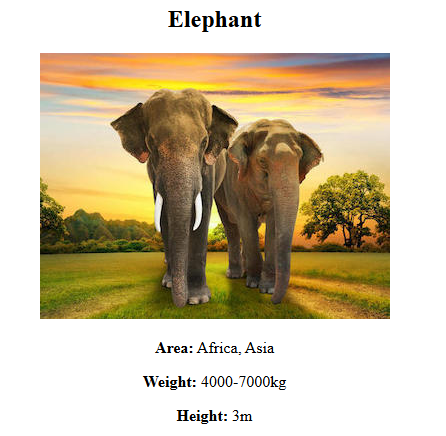 Elephant
Area: Africa, Asia
Weight: 4000-7000kg
Height: 3m